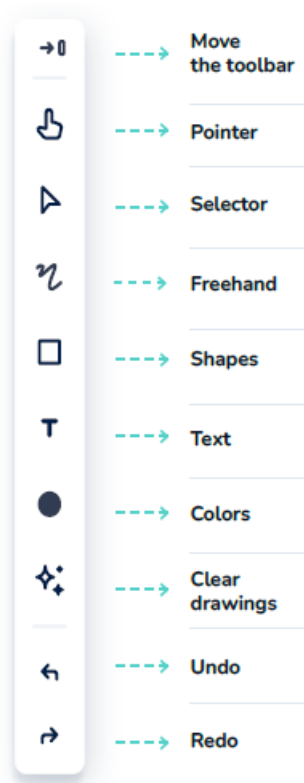 Move
the toolbar
Pointer
Selector
Freehand
Shapes
T
Text
Colors
Clear
drawings
Undo
Redo